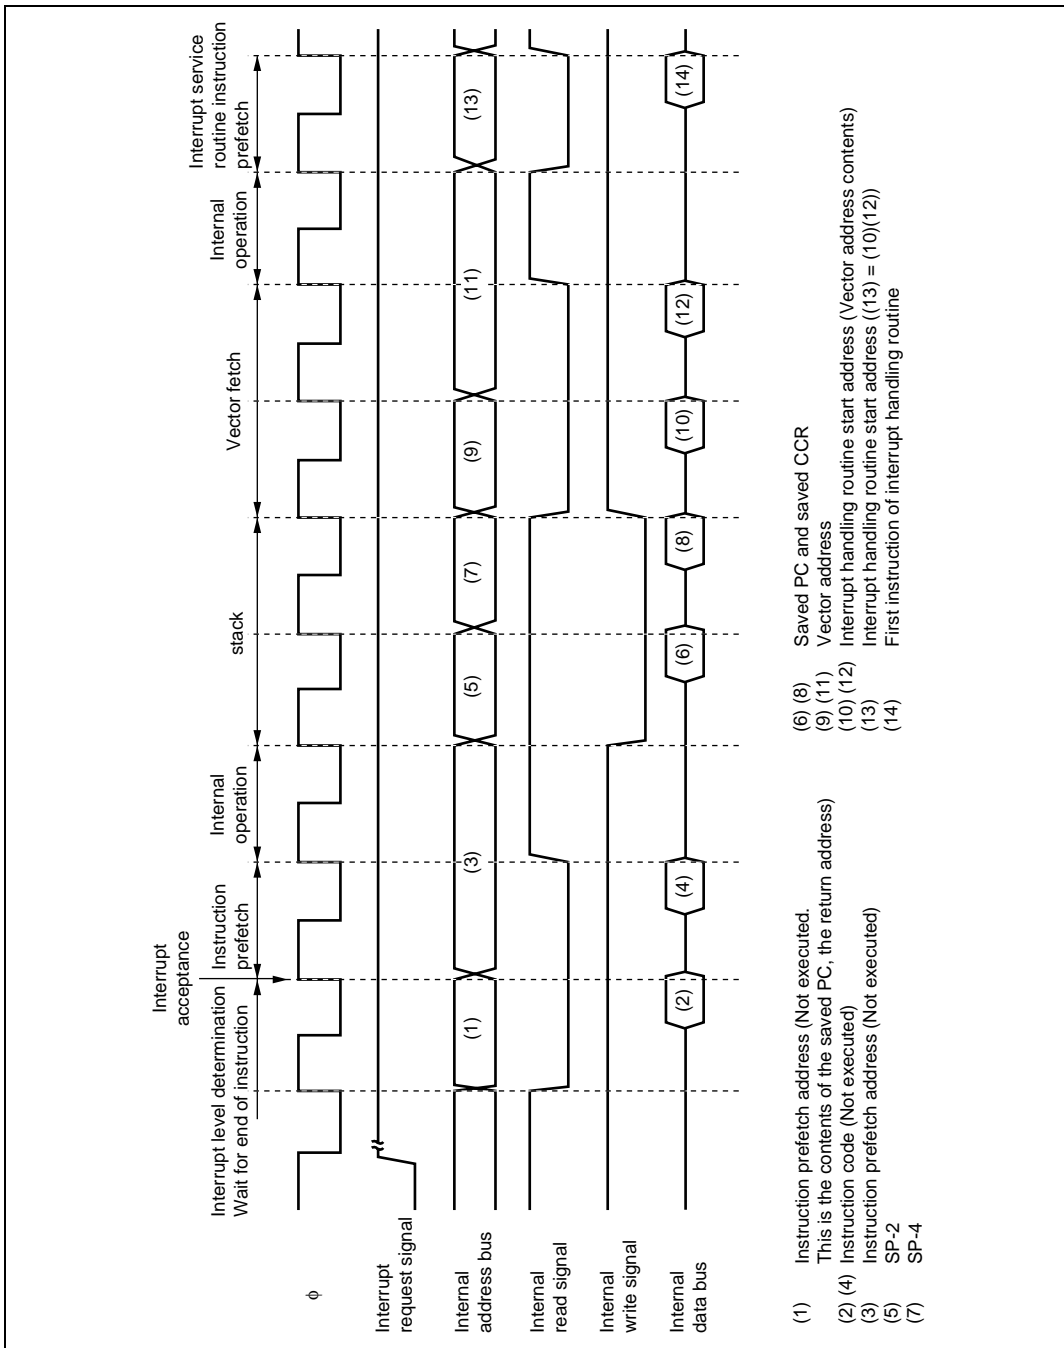 Interrupt
acceptance
Interrupt level determination
Wait for end of instruction
Instruction
prefetch
Internal
operation
stack
Vector fetch
Internal
operation
Interrupt service
routine instruction
prefetch
φ
Interrupt
request signal
Internal
address bus
(1)
(3)
(5)
(7)
(9)
(11)
(13)
Internal
read signal
Internal
write signal
Internal
data bus
(2)
(4)
(6)
(8)
(10)
(12)
(14)
(1) Instruction prefetch address (Not executed.
This is the contents of the saved PC, the return address)
(2) (4) Instruction code (Not executed)
(3) Instruction prefetch address (Not executed)
(5) SP-2
(7) SP-4
(6) (8) Saved PC and saved CCR
(9) (11) Vector address
(10) (12) Interrupt handling routine start address (Vector address contents)
(13) Interrupt handling routine start address ((13) = (10)(12))
(14) First instruction of interrupt handling routine